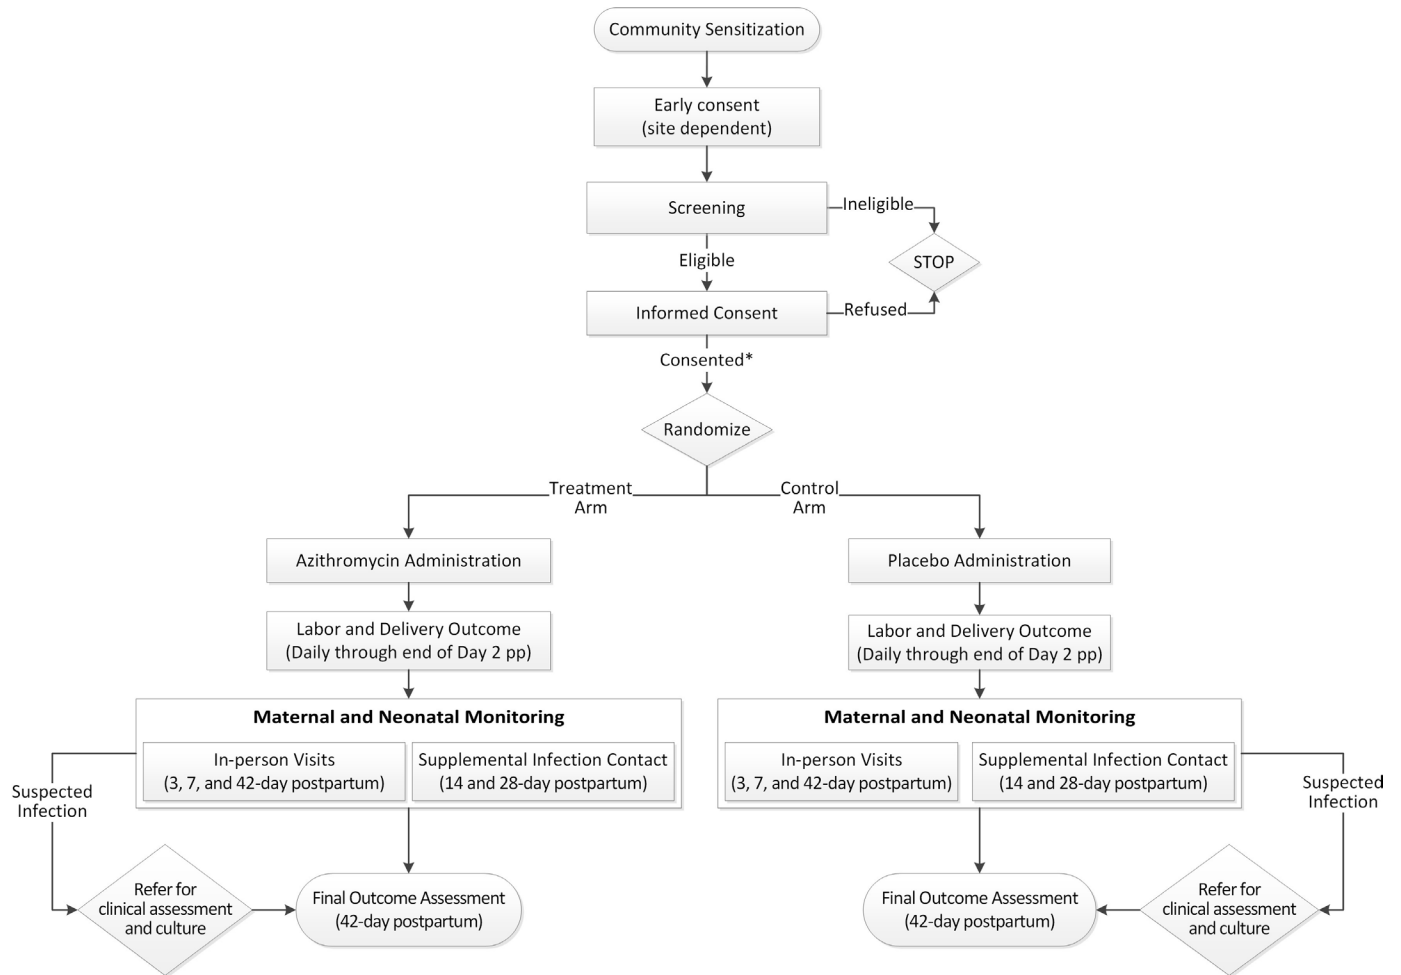 Community Sensitization
Early consent
(site dependent)
Screening
Ineligible
STOP
Eligible
Informed Consent
Refused
Consented*
Randomize
Treatment
Arm
Control
Arm
Azithromycin Administration
Placebo Administration
Labor and Delivery Outcome
(Daily through end of Day 2 pp)
Labor and Delivery Outcome
(Daily through end of Day 2 pp)
Maternal and Neonatal Monitoring
In-person Visits
(3, 7, and 42-day postpartum)
Supplemental Infection Contact
(14 and 28-day postpartum)
Maternal and Neonatal Monitoring
In-person Visits
(3, 7, and 42-day postpartum)
Supplemental Infection Contact
(14 and 28-day postpartum)
Suspected
Infection
Suspected
Infection
Refer for
clinical assessment
and culture
Final Outcome Assessment
(42-day postpartum)
Final Outcome Assessment
(42-day postpartum)
Refer for
clinical assessment
and culture